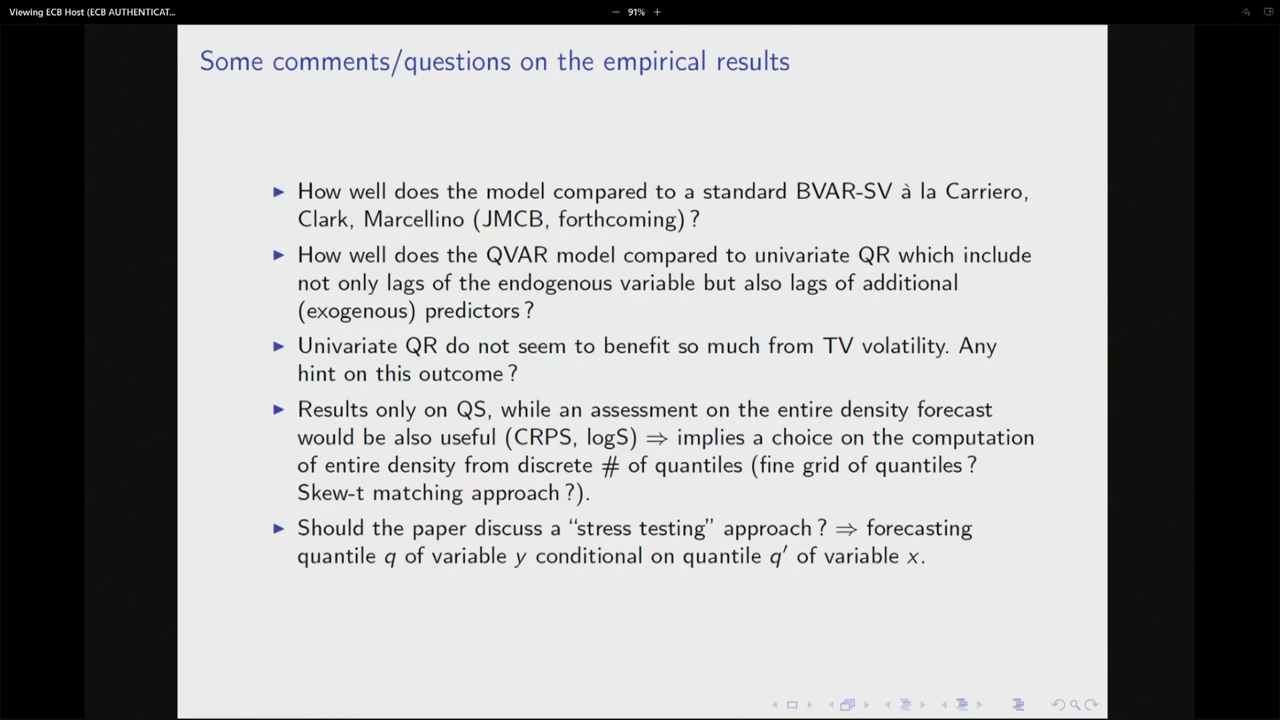 Viewing ECB Host (ECB AUTHENTICAT...
− 91% +
Some comments/questions on the empirical results
▶ How well does the model compared to a standard BVAR-SV à la Carriero,
Clark, Marcellino (JMCB, forthcoming) ?
▶ How well does the QVAR model compared to univariate QR which include
not only lags of the endogenous variable but also lags of additional
(exogenous) predictors ?
▶ Univariate QR do not seem to benefit so much from TV volatility. Any
hint on this outcome ?
▶ Results only on QS, while an assessment on the entire density forecast
would be also useful (CRPS, logS) ⇒ implies a choice on the computation
of entire density from discrete # of quantiles (fine grid of quantiles ?
Skew-t matching approach ?).
▶ Should the paper discuss a “stress testing” approach ? ⇒ forecasting
quantile q of variable y conditional on quantile q′ of variable x.